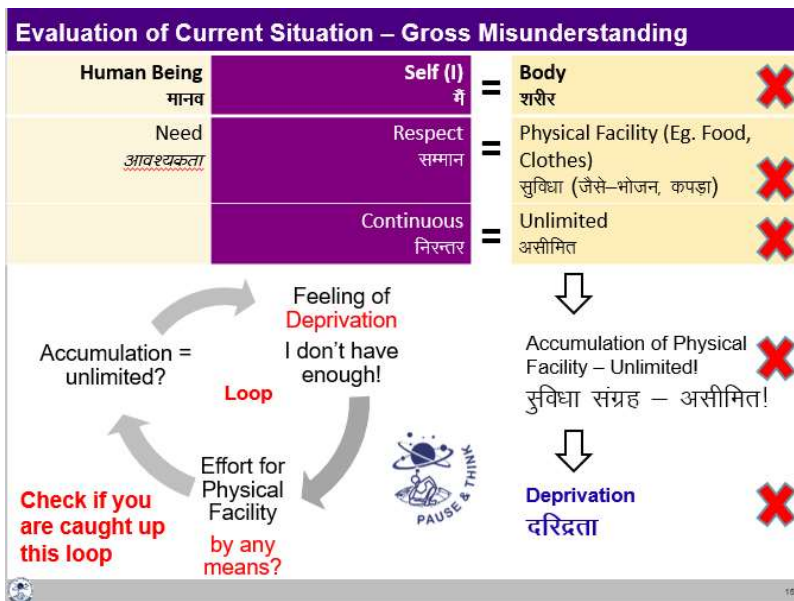 Evaluation of Current Situation – Gross Misunderstanding
Human Being
मानव
Self (I)
मैं
=
Body
शरीर
Need
आवश्यकता
Respect
सम्मान
=
Physical Facility (Eg. Food,
Clothes)
सुविधा (जैसे–भोजन, कपड़ा)
Continuous
निरन्तर
=
Unlimited
असीमित
Feeling of
Deprivation
I don't have
enough!
Accumulation =
unlimited?
Loop
Effort for
Physical
Facility
by any
means?
Check if you
are caught up
this loop
PAUSE & THINK
Accumulation of Physical
Facility – Unlimited!
सुविधा संग्रह – असीमित!
Deprivation
दरिद्रता
16